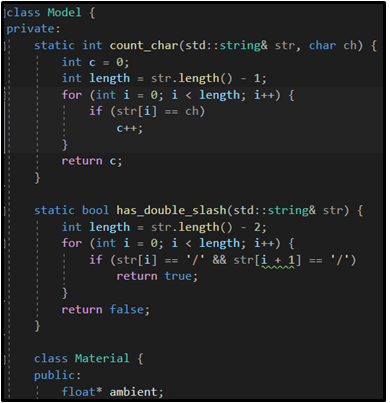 class Model {
private:
    static int count_char(std::string& str, char ch) {
        int c = 0;
        int length = str.length() - 1;
        for (int i = 0; i < length; i++) {
            if (str[i] == ch)
                c++;
        }
        return c;
    }
    static bool has_double_slash(std::string& str) {
        int length = str.length() - 2;
        for (int i = 0; i < length; i++) {
            if (str[i] == '/' && str[i + 1] == '/')
                return true;
        }
        return false;
    }
    class Material {
    public:
        float* ambient;